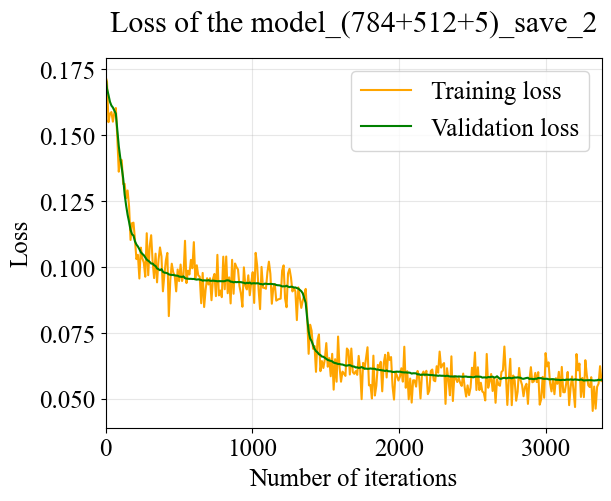 Loss of the model_(784+512+5)_save_2
0.175
0.150
0.125
0.100
0.075
0.050
Loss
Training loss
Validation loss
0
1000
2000
3000
Number of iterations